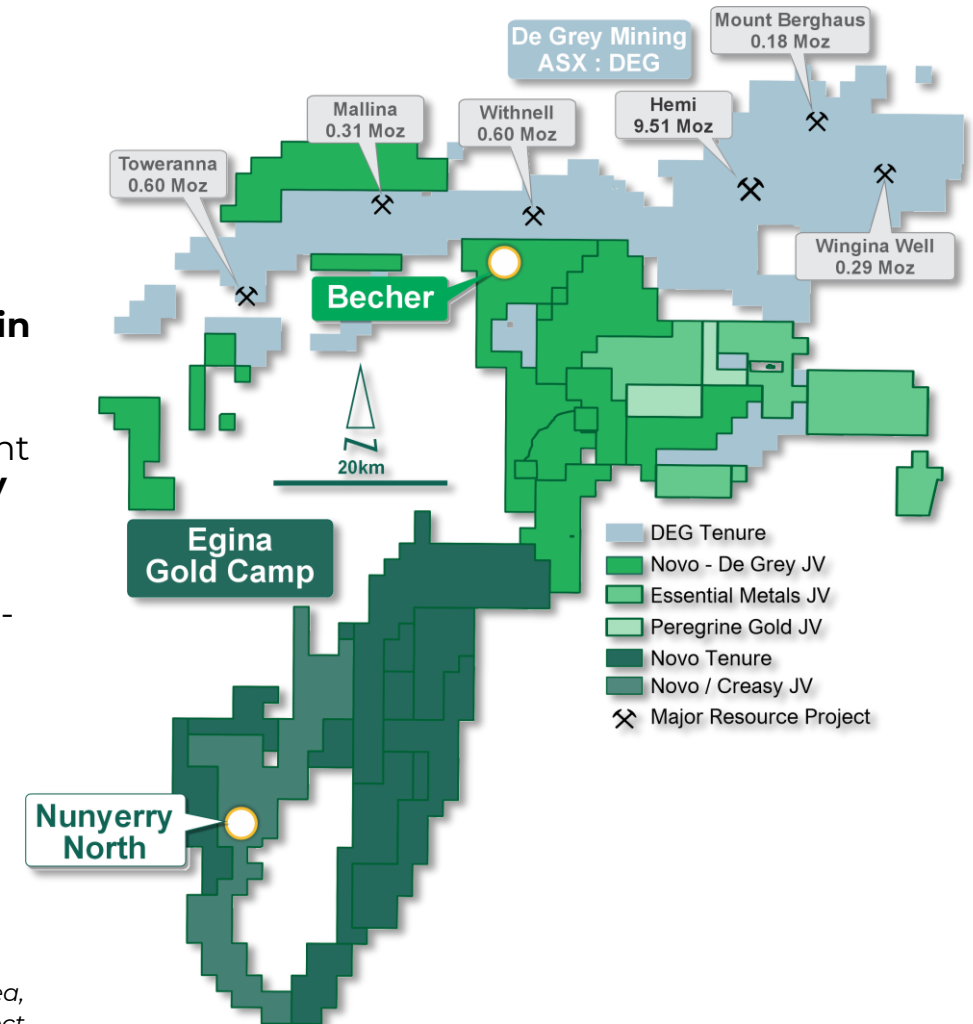 De Grey Mining
ASX : DEG
Mount Berghaus
0.18 Moz
Mallina
0.31 Moz
Withnell
0.60 Moz
Hemi
9.51 Moz
Toweranna
0.60 Moz
Wingina Well
0.29 Moz
Becher
in
20km
Egina
Gold Camp
DEG Tenure
Novo - De Grey JV
Essential Metals JV
Peregrine Gold JV
Novo Tenure
Novo / Creasy JV
Major Resource Project
Nunyerry
North